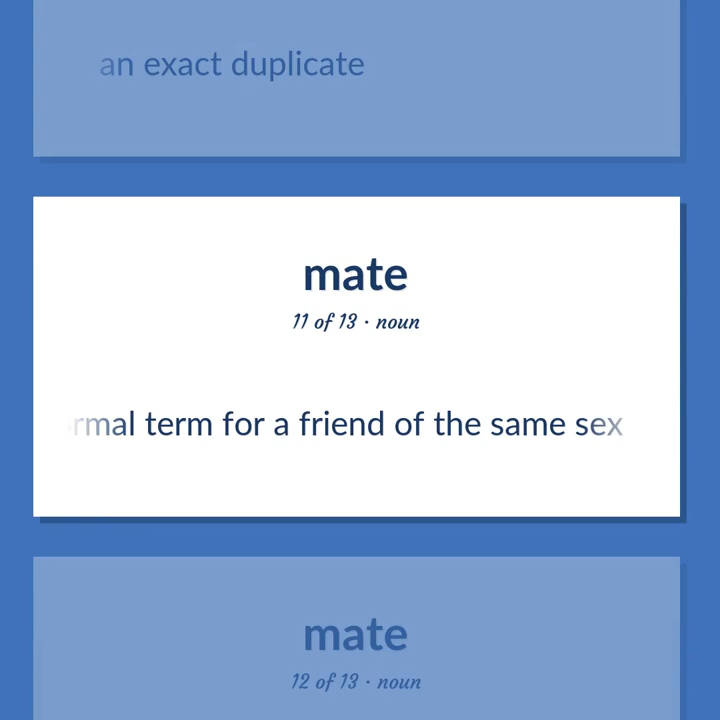 an exact duplicate
mate
11 of 13 · noun
rmal term for a friend of the same sex
mate
12 of 13 · noun